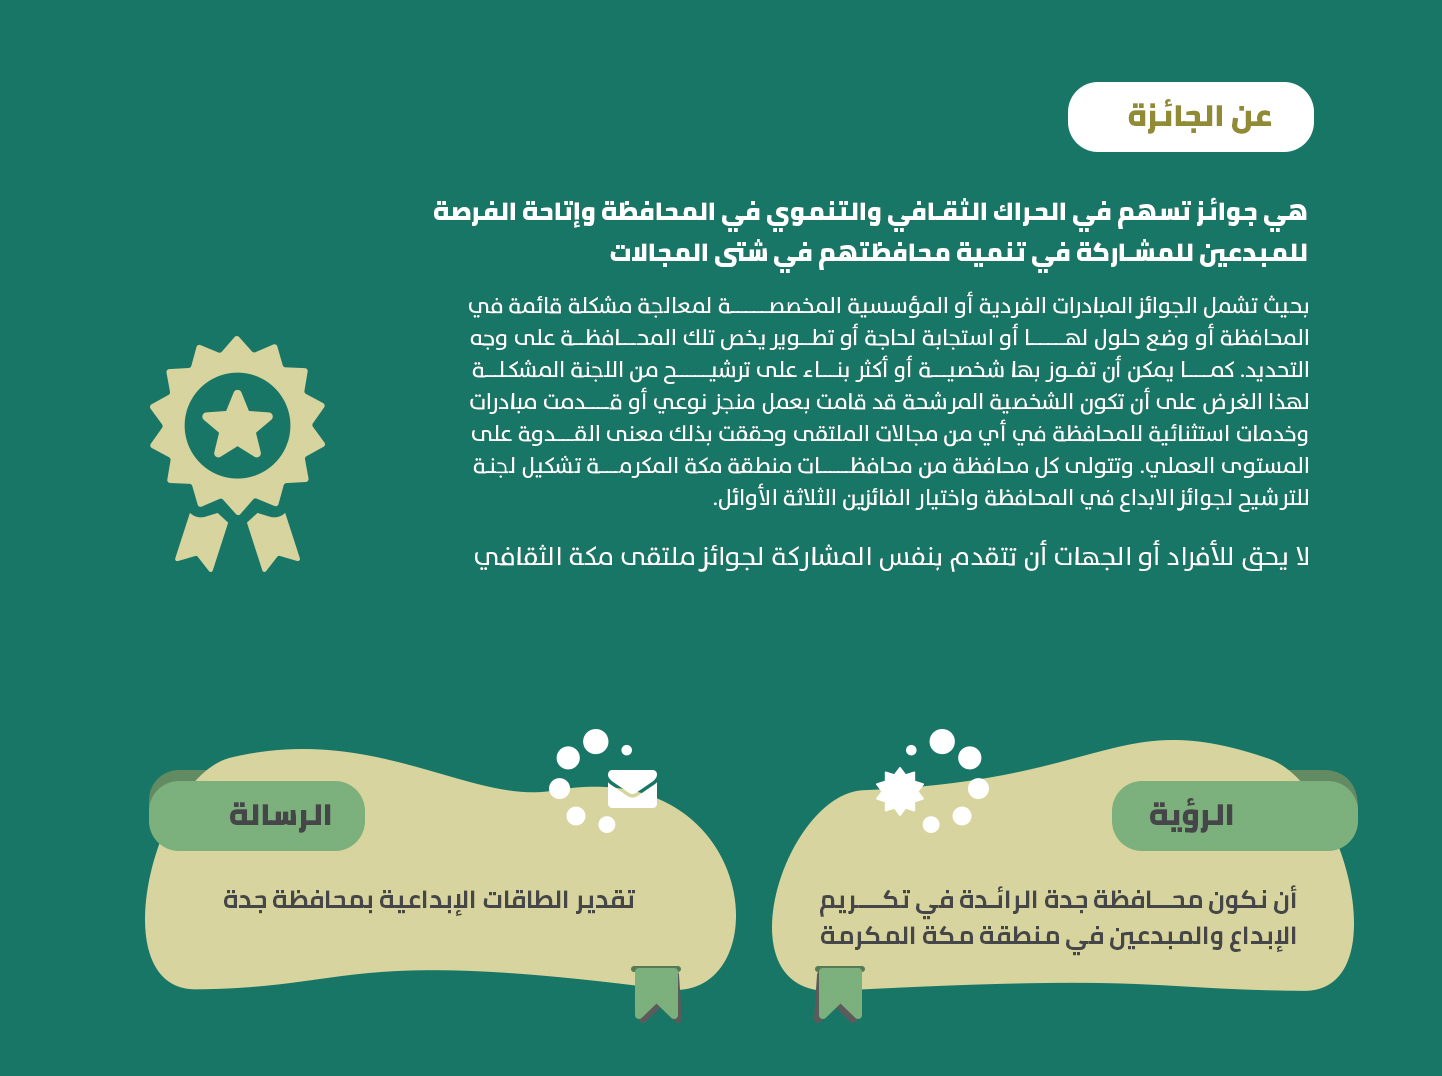 عن الجائزة
هي جوائز تسهم في الحراك الثقافي والتنموي في المحافظة وإتاحة الفرصة
للمبدعين للمشاركة في تنمية محافظتهم في شتى المجالات
بحيث تشمل الجوائز المبادرات الفردية أو المؤسسية المخصصة لمعالجة مشكلة قائمة في
المحافظة أو وضع حلول لها أو استجابة لحاجة أو تطوير يخص تلك المحافظة على وجه
التحديد. كما يمكن أن تفوز بها شخصية أو أكثر بناء على ترشيح من اللجنة المشكلة
لهذا الغرض على أن تكون الشخصية المرشحة قد قامت بعمل منجز نوعي أو قدمت مبادرات
وخدمات استثنائية للمحافظة في أي من مجالات الملتقى وحققت بذلك معنى القدوة على
المستوى العملي. وتتولى كل محافظة من محافظات منطقة مكة المكرمة تشكيل لجنة
للترشيح لجوائز الابداع في المحافظة واختيار الفائزين الثلاثة الأوائل.
لا يحق للأفراد أو الجهات أن تتقدم بنفس المشاركة لجوائز ملتقى مكة الثقافي
الرؤية
أن نكون محافظة جدة الرائدة في تكريم
الإبداع والمبدعين في منطقة مكة المكرمة
الرسالة
تقدير الطاقات الإبداعية بمحافظة جدة